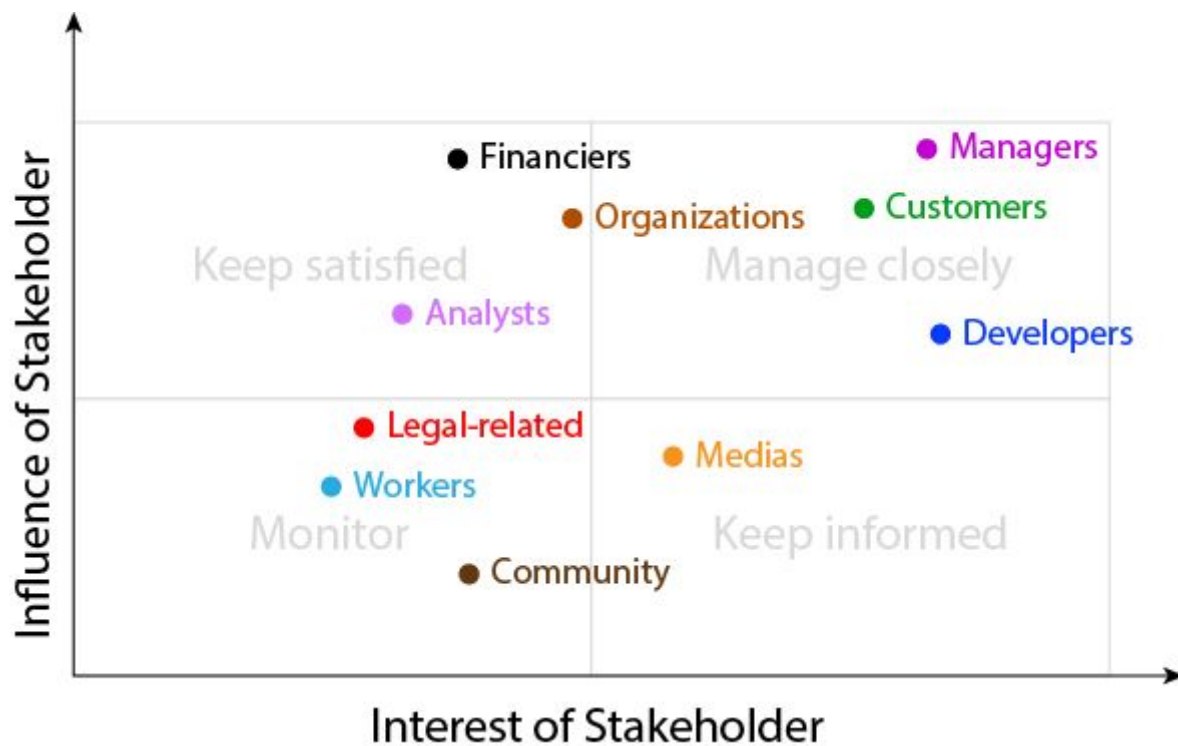 Influence of Stakeholder
Financiers
Managers
Organizations
Customers
Keep satisfied
Manage closely
Analysts
Developers
Legal-related
Medias
Workers
Monitor
Keep informed
Community
Interest of Stakeholder